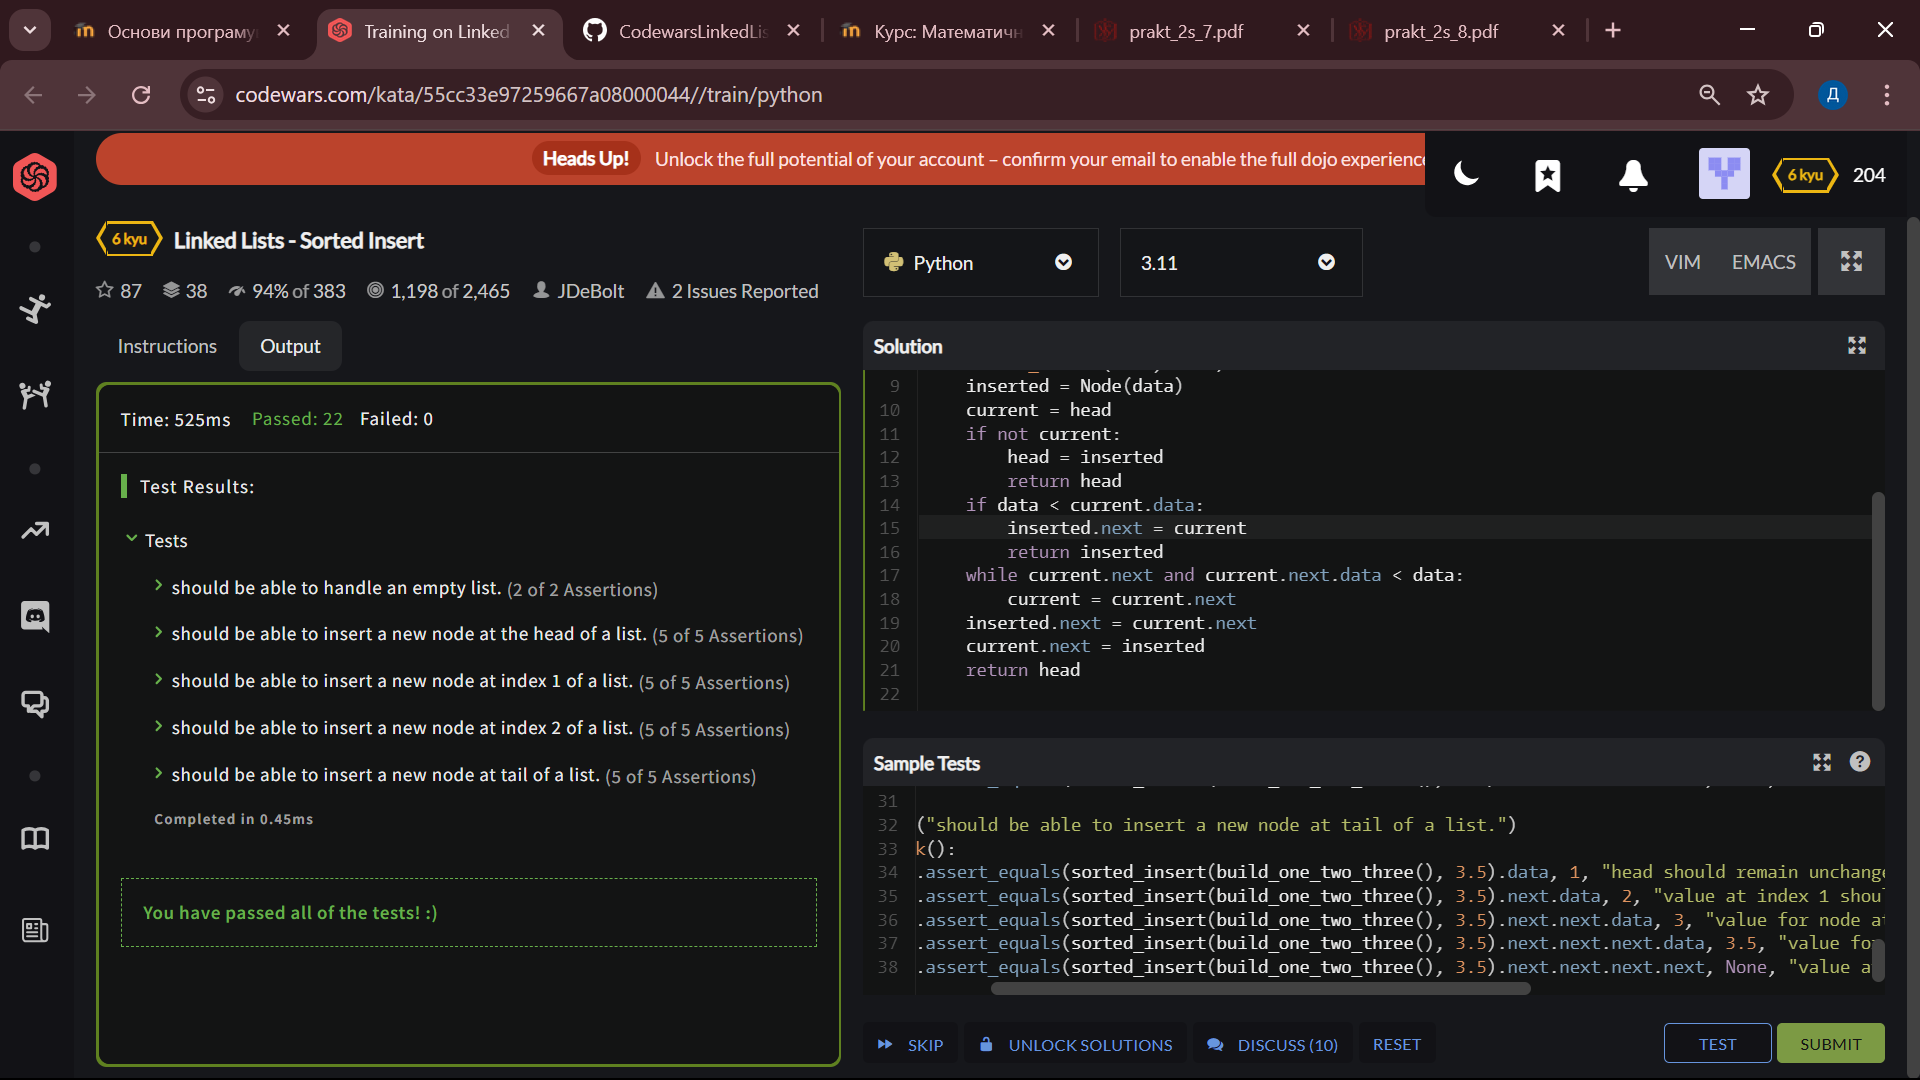 Основи програму
Training on Linked
CodewarsLinkedLis
Курс: Математичн
prakt_2s_7.pdf
prakt_2s_8.pdf
codewars.com/kata/55cc33e97259667a08000044//train/python
Д
Heads Up! Unlock the full potential of your account – confirm your email to enable the full dojo experience
6 kyu 204
6 kyu Linked Lists - Sorted Insert
87 38 94% of 383 1,198 of 2,465 JDeBolt 2 Issues Reported
Python
3.11
VIM EMACS
Instructions Output
Time: 525ms Passed: 22 Failed: 0
Test Results:
Tests
should be able to handle an empty list. (2 of 2 Assertions)
should be able to insert a new node at the head of a list. (5 of 5 Assertions)
should be able to insert a new node at index 1 of a list. (5 of 5 Assertions)
should be able to insert a new node at index 2 of a list. (5 of 5 Assertions)
should be able to insert a new node at tail of a list. (5 of 5 Assertions)
Completed in 0.45ms
You have passed all of the tests! :)
Solution
9 inserted = Node(data)
10 current = head
11 if not current:
12 head = inserted
13 return head
14 if data < current.data:
15 inserted.next = current
16 return inserted
17 while current.next and current.next.data < data:
18 current = current.next
19 inserted.next = current.next
20 current.next = inserted
21 return head
22
Sample Tests
31
32 ("should be able to insert a new node at tail of a list.")
33 k():
34 .assert_equals(sorted_insert(build_one_two_three(), 3.5).data, 1, "head should remain unchange
35 .assert_equals(sorted_insert(build_one_two_three(), 3.5).next.data, 2, "value at index 1 shou
36 .assert_equals(sorted_insert(build_one_two_three(), 3.5).next.next.data, 3, "value for node at
37 .assert_equals(sorted_insert(build_one_two_three(), 3.5).next.next.next.data, 3.5, "value for
38 .assert_equals(sorted_insert(build_one_two_three(), 3.5).next.next.next.next, None, "value a
SKIP UNLOCK SOLUTIONS DISCUSS (10) RESET
TEST SUBMIT